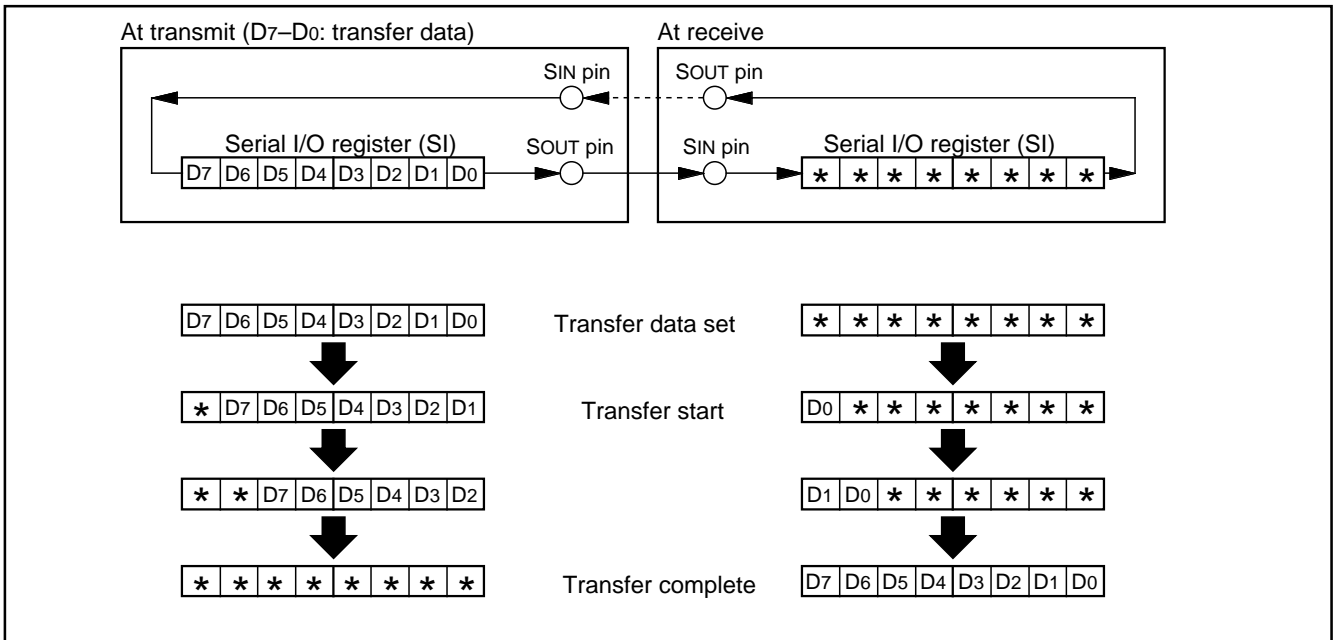 At transmit (D7–D0: transfer data)
At receive
SIN pin
SOUT pin
Serial I/O register (SI)
SOUT pin
SIN pin
Serial I/O register (SI)
D7 D6 D5 D4 D3 D2 D1 D0
* * * * * * * *
D7 D6 D5 D4 D3 D2 D1 D0
Transfer data set
* * * * * * * *
* D7 D6 D5 D4 D3 D2 D1
Transfer start
D0 * * * * * * *
* * D7 D6 D5 D4 D3 D2
D1 D0 * * * * * *
* * * * * * * *
Transfer complete
D7 D6 D5 D4 D3 D2 D1 D0